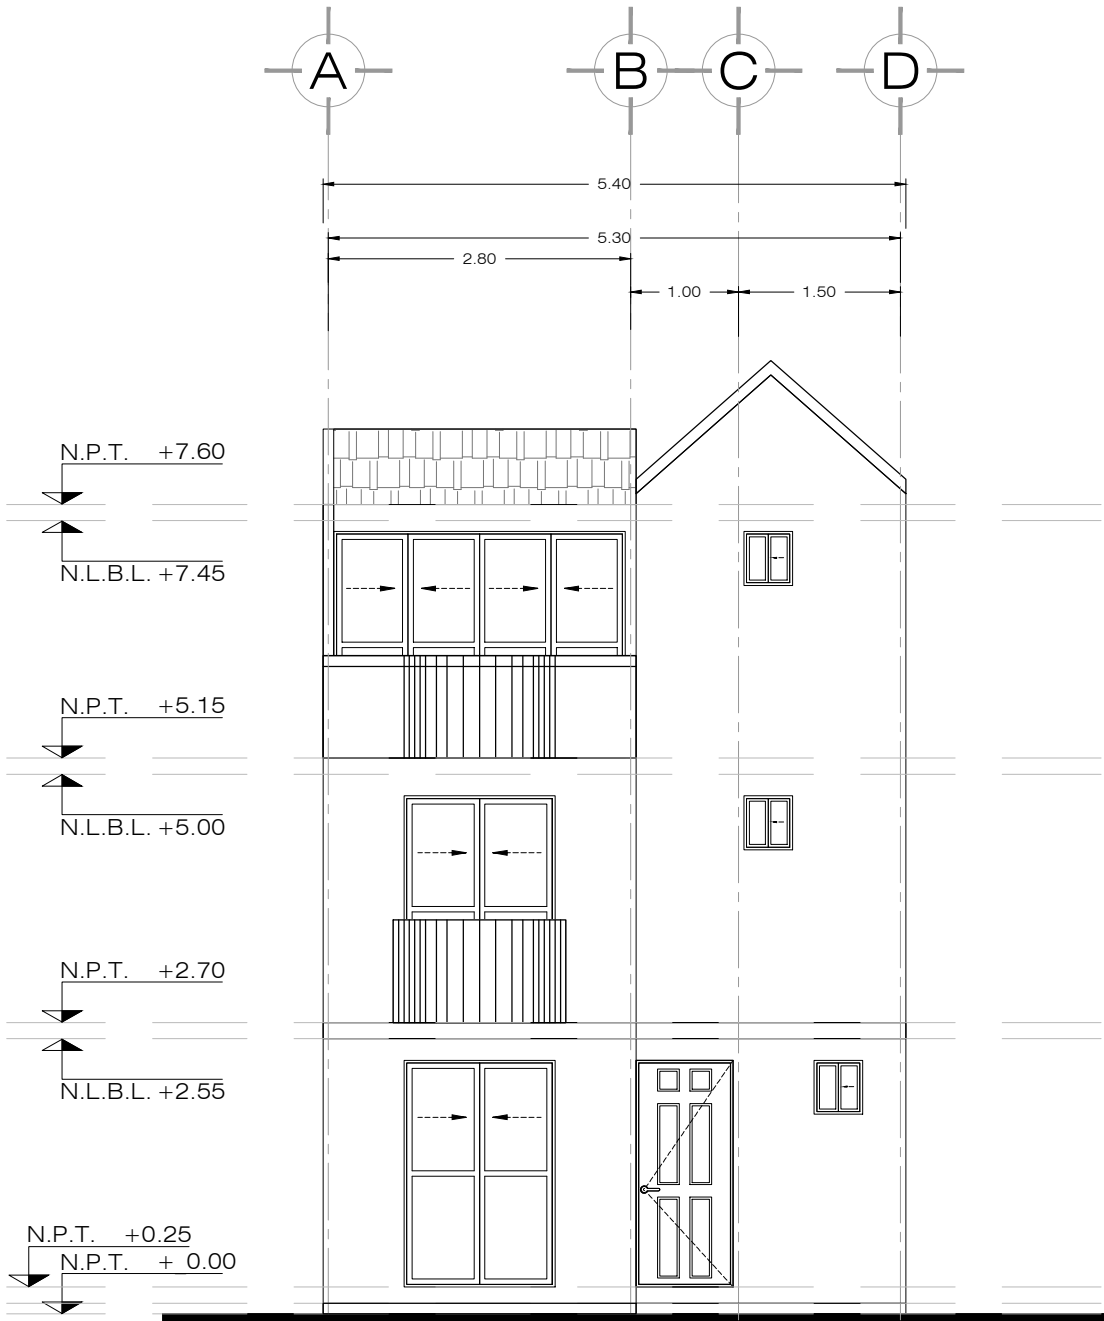 A B C D
5.40
5.30
2.80
1.00 1.50
N.P.T. +7.60
N.L.B.L. +7.45
N.P.T. +5.15
N.L.B.L. +5.00
N.P.T. +2.70
N.L.B.L. +2.55
N.P.T. +0.25
N.P.T. + 0.00